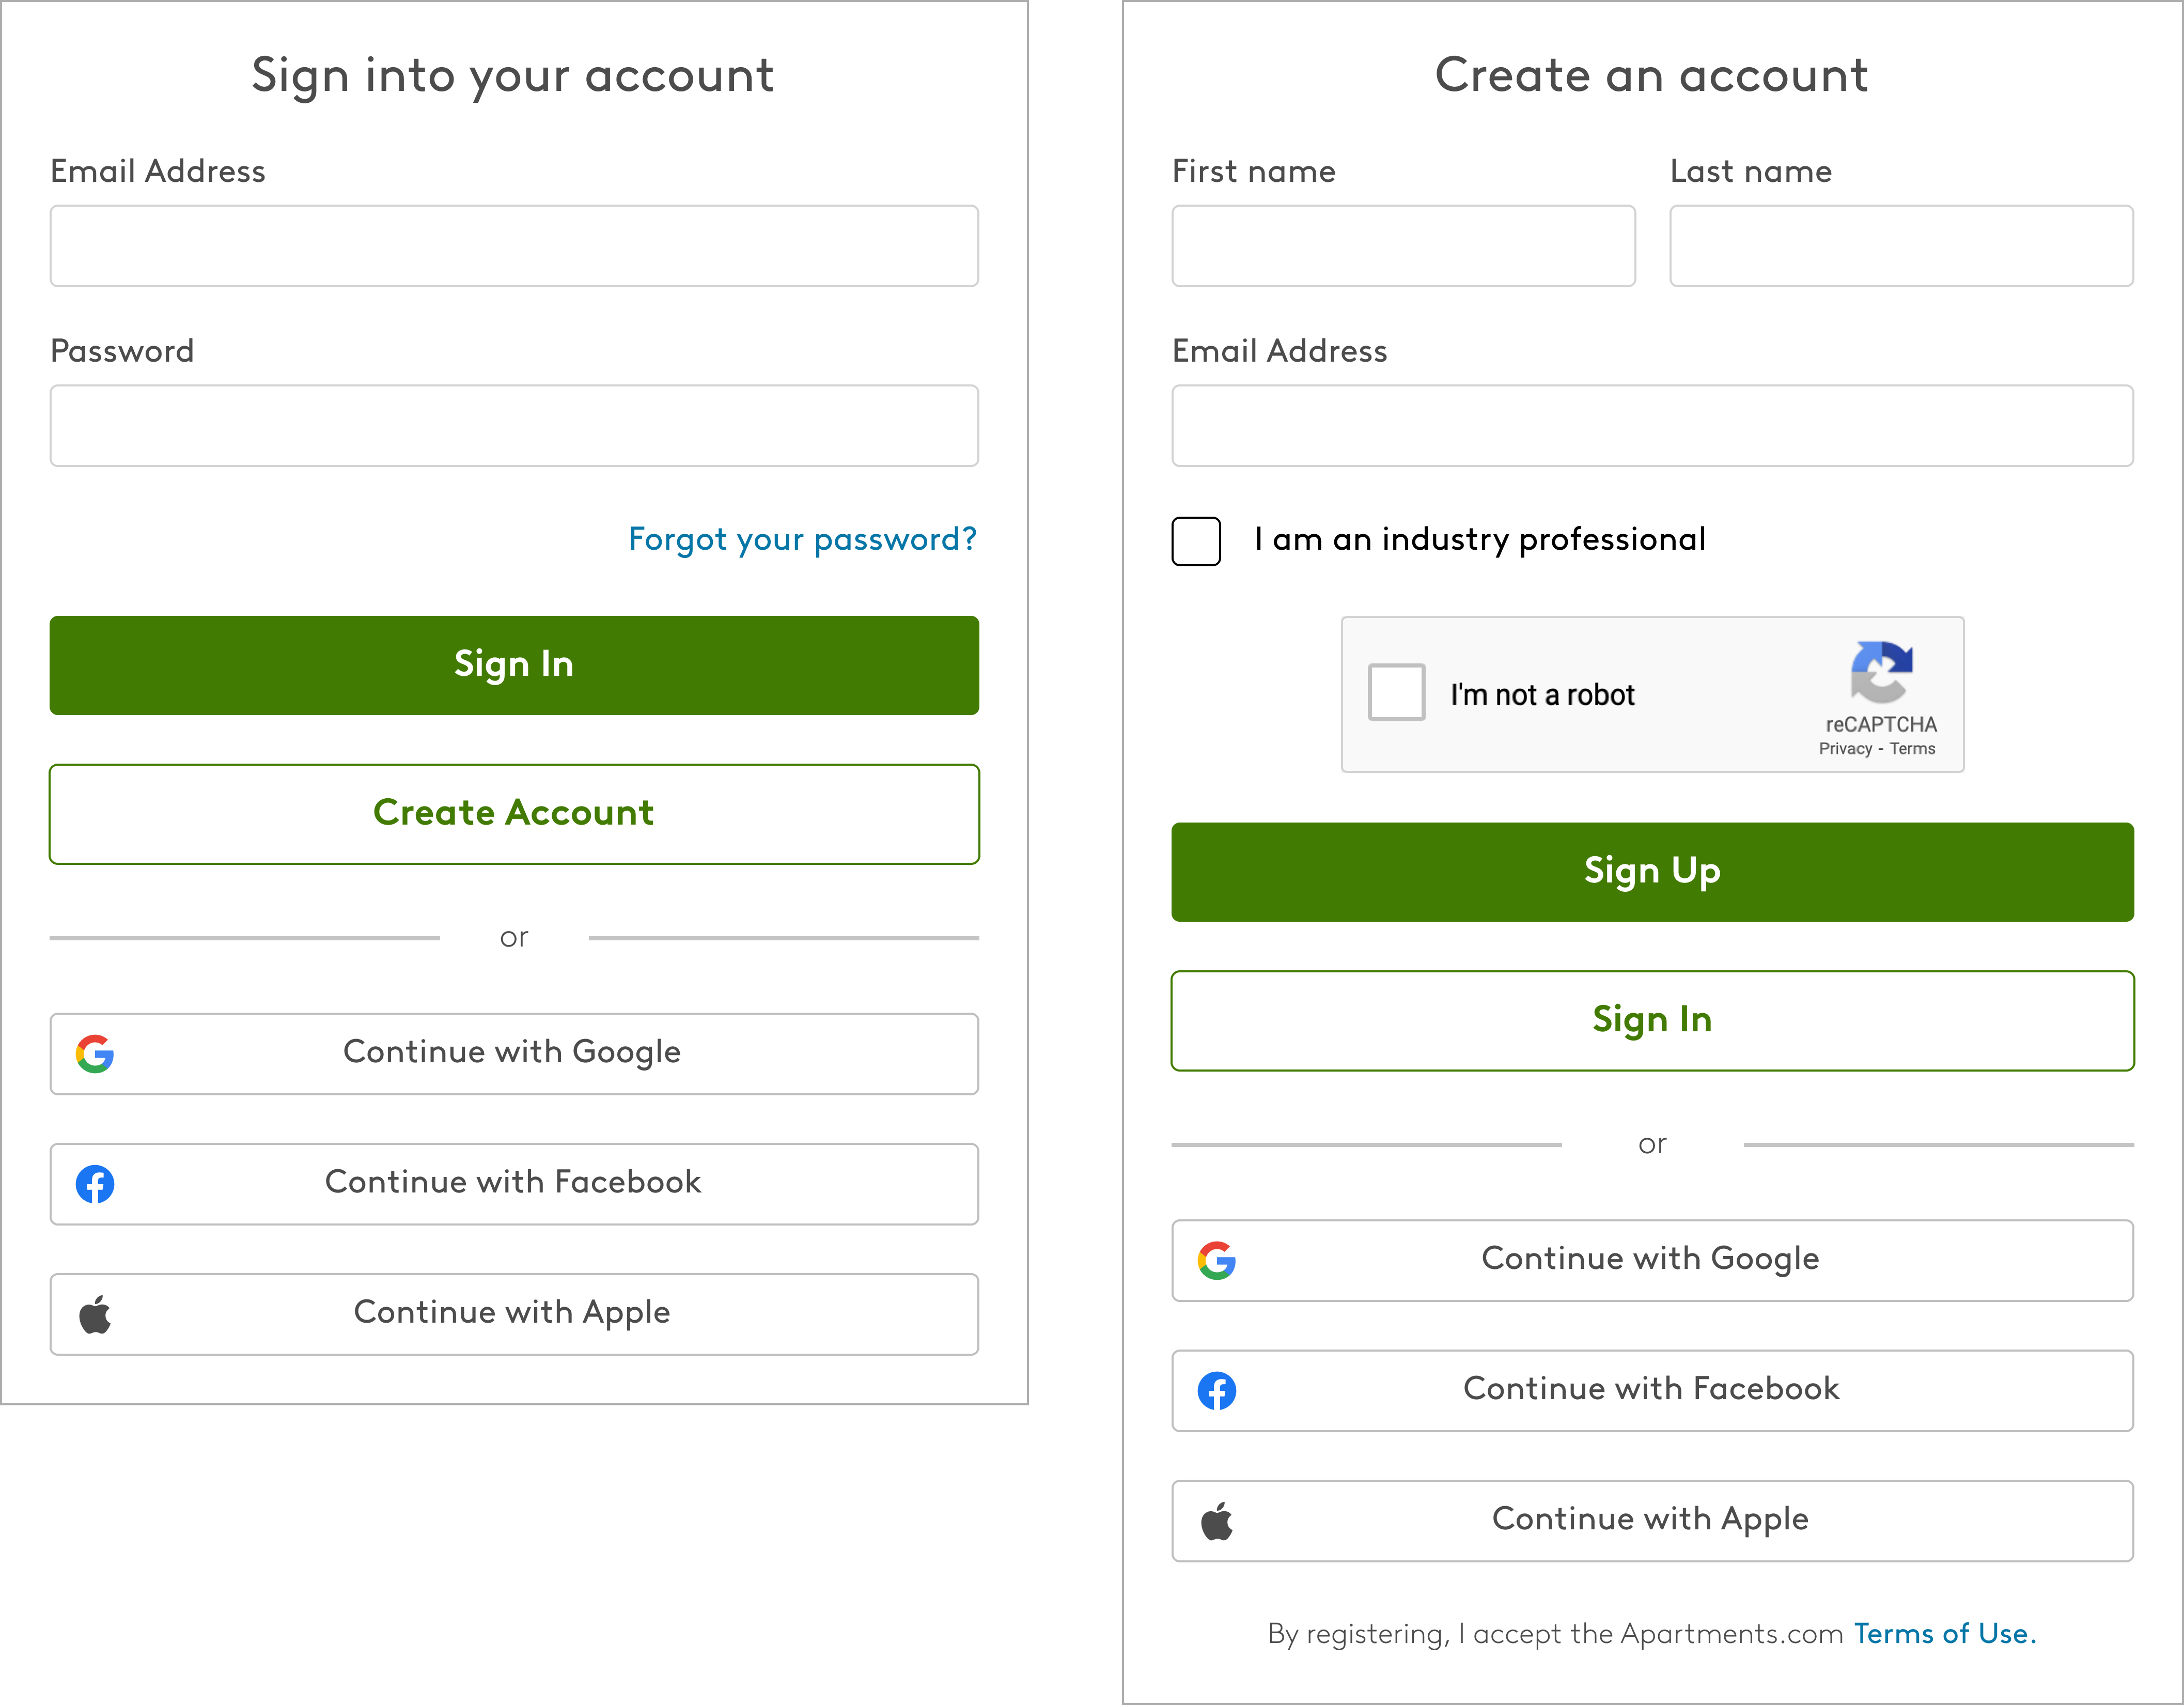 Sign into your account
Email Address
Password
Forgot your password?
Sign In
Create Account
or
Continue with Google
Continue with Facebook
Continue with Apple
Create an account
First name
Last name
Email Address
I am an industry professional
I'm not a robot
reCAPTCHA
Privacy - Terms
Sign Up
Sign In
or
Continue with Google
Continue with Facebook
Continue with Apple
By registering, I accept the Apartments.com Terms of Use.